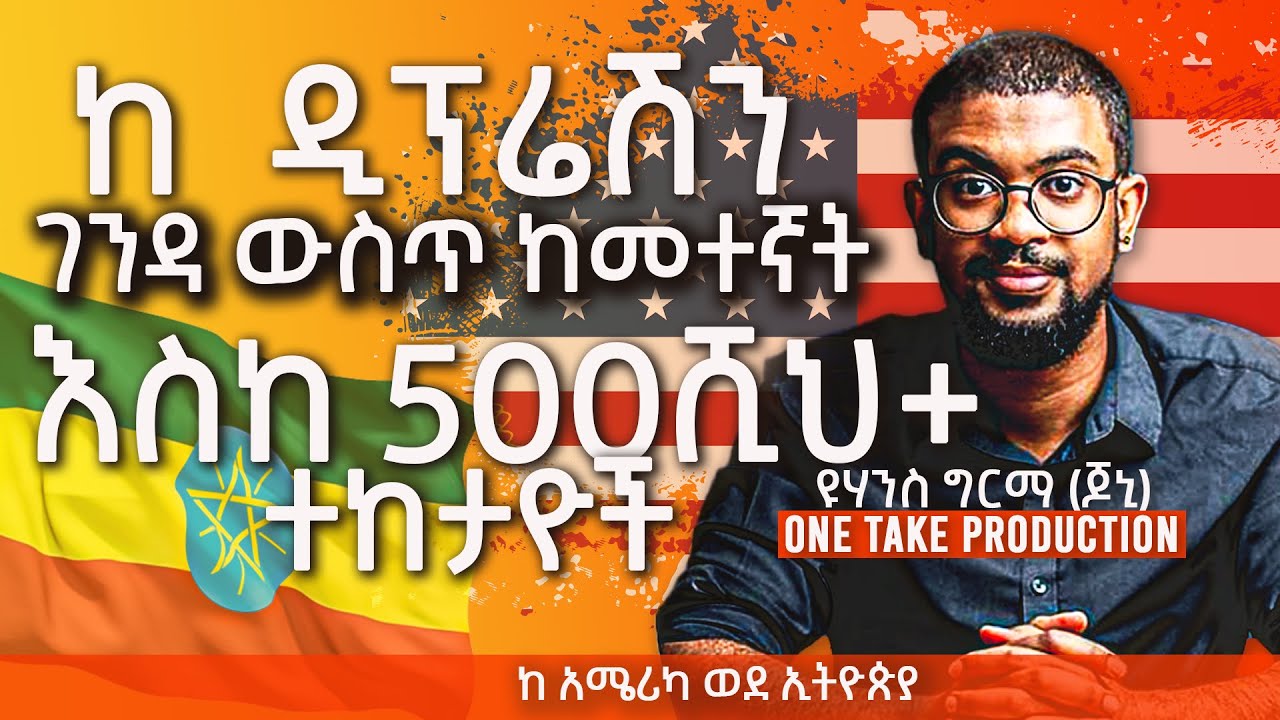 ከ ዲፕሬሽን
ገንዳ ውስጥ ከመተኛት
እስከ 500ሺህ+
ተከታዮች
ዩሃንስ ግርማ (ጆኒ)
ONE TAKE PRODUCTION
ከ አሜሪካ ወደ ኢትዮጵያ